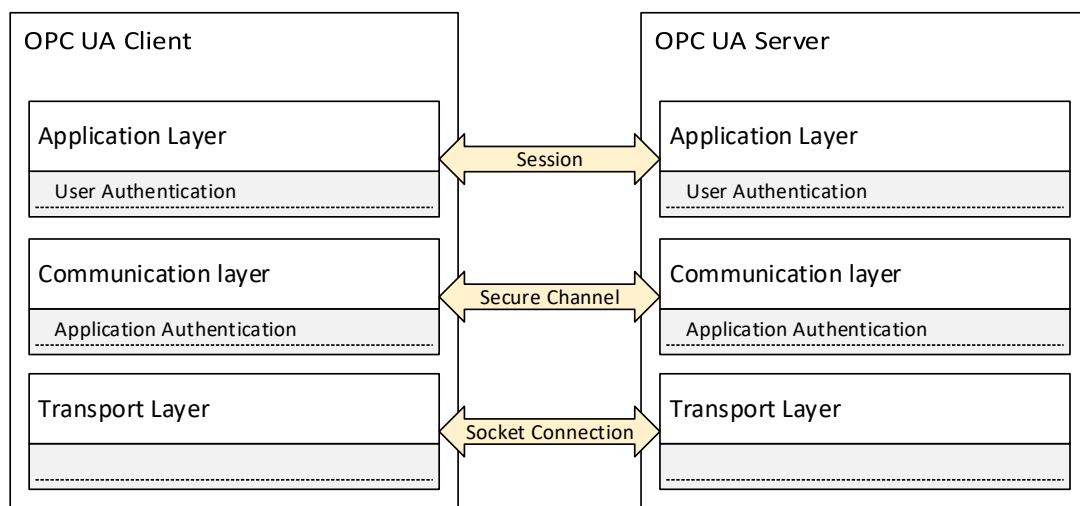 OPC UA Client
Application Layer
User Authentication
Communication layer
Application Authentication
Transport Layer
Session
Secure Channel
Socket Connection
OPC UA Server
Application Layer
User Authentication
Communication layer
Application Authentication
Transport Layer